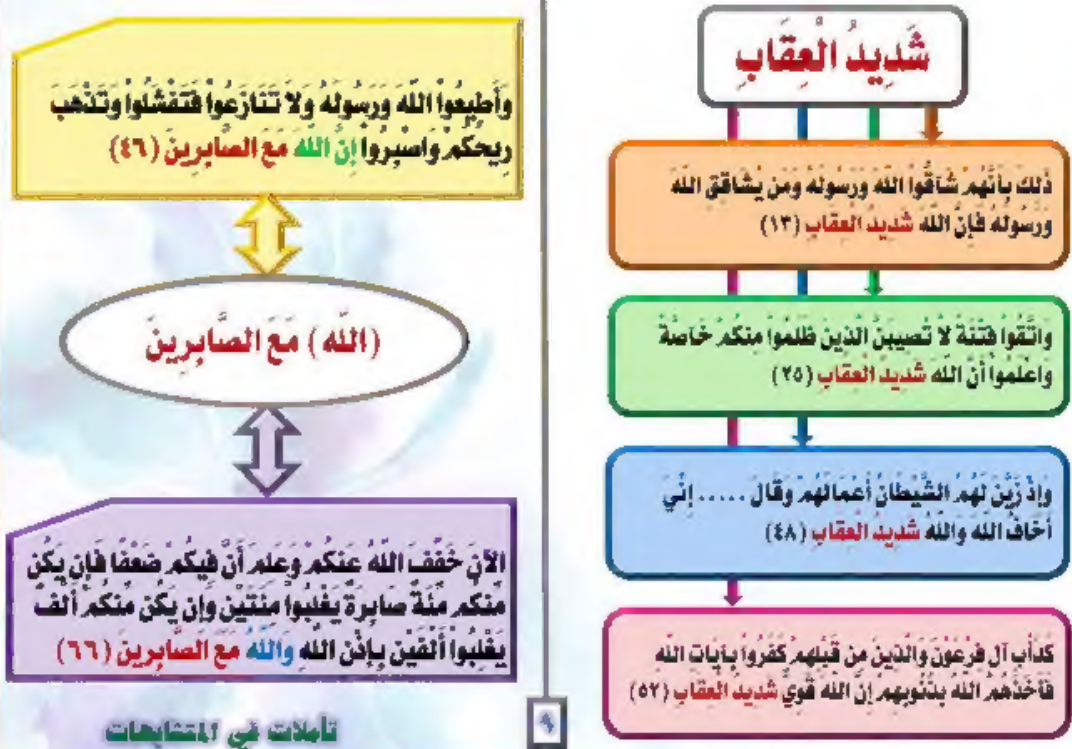 شَدِيدُ الْعِقَابِ
ذَلِكَ بِأَنَّهُمْ شَاقُّواْ اللّهَ وَرَسُولَهُ وَمَن يُشَاقِقِ اللّهَ
وَرَسُولَهُ فَإِنَّ اللّهَ شَدِيدُ الْعِقَابِ (١٣)
وَاتَّقُواْ فِتْنَةً لاَّ تُصِيبَنَّ الَّذِينَ ظَلَمُواْ مِنكُمْ خَاصَّةً
وَاعْلَمُواْ أَنَّ اللّهَ شَدِيدُ الْعِقَابِ (٢٥)
وَإِذْ زَيَّنَ لَهُمُ الشَّيْطَانُ أَعْمَالَهُمْ وَقَالَ ..... إِنِّيَ
أَخَافُ اللّهَ وَاللّهُ شَدِيدُ الْعِقَابِ (٤٨)
كَدَأْبِ آلِ فِرْعَوْنَ وَالَّذِينَ مِن قَبْلِهِمْ كَفَرُواْ بِآيَاتِ اللّهِ
فَأَخَذَهُمُ اللّهُ بِذُنُوبِهِمْ إِنَّ اللّهَ قَوِيٌّ شَدِيدُ الْعِقَابِ (٥٢)
وَأَطِيعُواْ اللّهَ وَرَسُولَهُ وَلاَ تَنَازَعُواْ فَتَفْشَلُواْ وَتَذْهَبَ
رِيحُكُمْ وَاصْبِرُواْ إِنَّ اللّهَ مَعَ الصَّابِرِينَ (٤٦)
(اللّه) مَعَ الصَّابِرِينَ
الآنَ خَفَّفَ اللّهُ عَنكُمْ وَعَلِمَ أَنَّ فِيكُمْ ضَعْفًا فَإِن يَكُن
مِّنكُم مِّئَةٌ صَابِرَةٌ يَغْلِبُواْ مِئَتَيْنِ وَإِن يَكُن مِّنكُمْ أَلْفٌ
يَغْلِبُواْ أَلْفَيْنِ بِإِذْنِ اللّهِ وَاللّهُ مَعَ الصَّابِرِينَ (٦٦)
تأملات في المتشابهات
٩